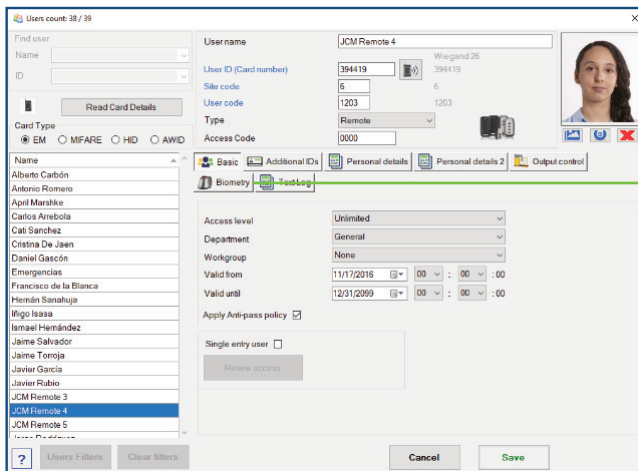 Users count: 38 / 39
Find user
Name
ID
Read Card Details
Card Type
EM MIFARE HID AWID
User name JCM Remote 4
Wiegand 26
User ID (Card number) 394419 394419
Site code 6 6
User code 1203 1203
Type Remote
Access Code 0000
Name
Alberto Carbón
Antonio Romero
April Marshke
Carlos Arrebola
Cati Sanchez
Cristina De Jaen
Daniel Gascón
Emergencias
Francisco de la Blanca
Hernán Sanahuja
Iñigo Isasa
Ismael Hernández
Jaime Salvador
Jaime Torroja
Javier García
Javier Rubio
JCM Remote 3
JCM Remote 4
JCM Remote 5
Basic Additional IDs Personal details Personal details 2 Output control
Biometry Text Log
Access level Unlimited
Department General
Workgroup None
Valid from 11/17/2016 00 : 00 :00
Valid until 12/31/2099 00 : 00 :00
Apply Anti-pass policy
Single entry user
Renew access
? Users Filters Clear filters Cancel Save